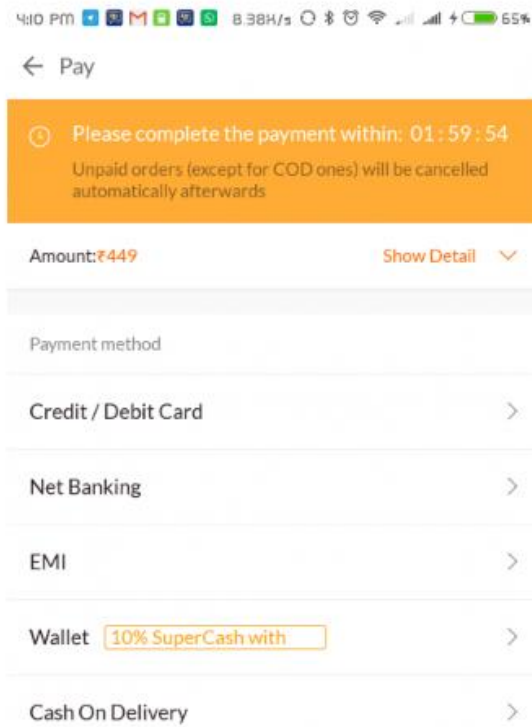 4:10 PM 8.38K/s 65%
Pay
Please complete the payment within: 01:59:54
Unpaid orders (except for COD ones) will be cancelled
automatically afterwards
Amount:₹449 Show Detail
Payment method
Credit / Debit Card
Net Banking
EMI
Wallet 10% SuperCash with
Cash On Delivery